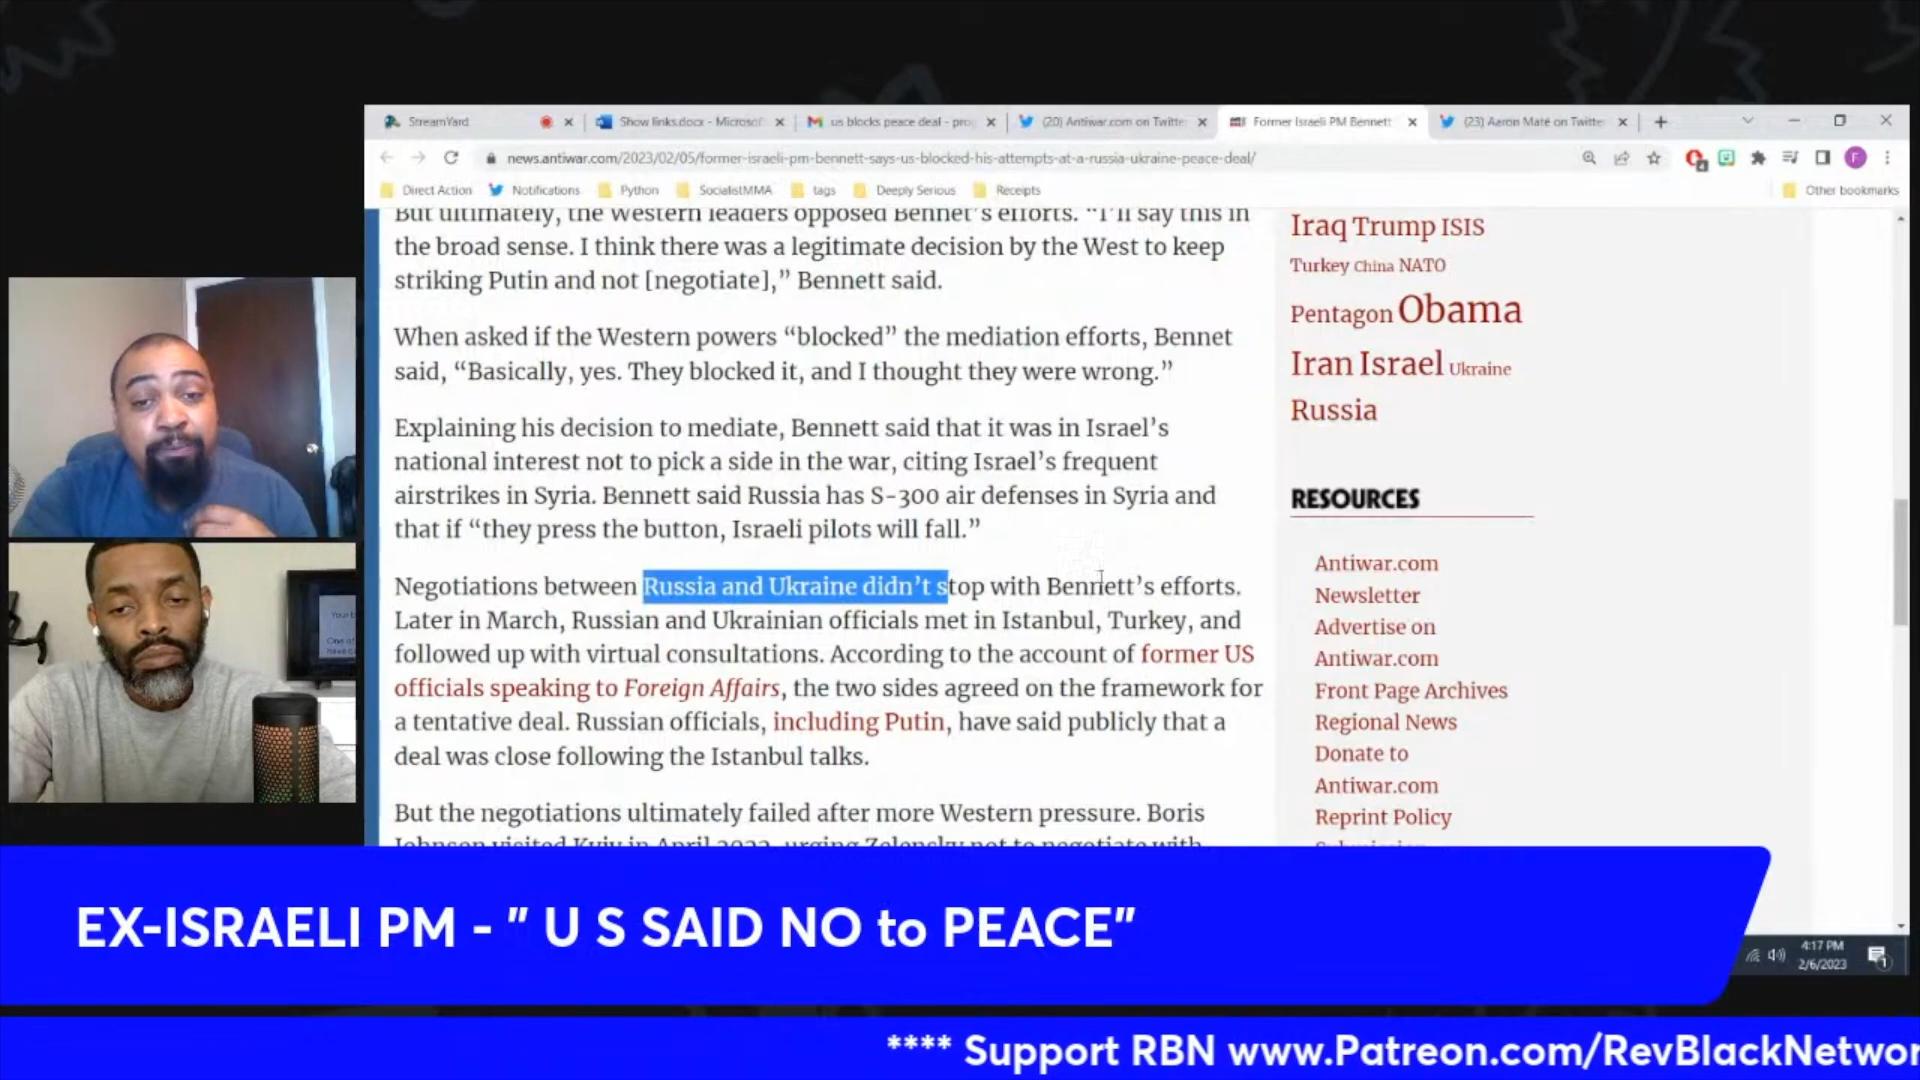 StreamYard
Show links.docx - Microsof
us blocks peace deal - pro
(20) Antiwar.com on Twitte
Former Israeli PM Bennett
(23) Aaron Maté on Twitte
news.antiwar.com/2023/02/05/former-israeli-pm-bennett-says-us-blocked-his-attempts-at-a-russia-ukraine-peace-deal/
F
Direct Action Notifications Python SocialistMMA tags Deeply Serious Receipts Other bookmarks
But ultimately, the Western leaders opposed Bennet's efforts. “I'll say this in
the broad sense. I think there was a legitimate decision by the West to keep
striking Putin and not [negotiate],” Bennett said.
When asked if the Western powers “blocked” the mediation efforts, Bennet
said, “Basically, yes. They blocked it, and I thought they were wrong.”
Explaining his decision to mediate, Bennett said that it was in Israel's
national interest not to pick a side in the war, citing Israel's frequent
airstrikes in Syria. Bennett said Russia has S-300 air defenses in Syria and
that if “they press the button, Israeli pilots will fall.”
Negotiations between Russia and Ukraine didn't stop with Bennett's efforts.
Later in March, Russian and Ukrainian officials met in Istanbul, Turkey, and
followed up with virtual consultations. According to the account of former US
officials speaking to Foreign Affairs, the two sides agreed on the framework for
a tentative deal. Russian officials, including Putin, have said publicly that a
deal was close following the Istanbul talks.
But the negotiations ultimately failed after more Western pressure. Boris
Johnson visited Kyiv in April 2022, urging Zelensky not to negotiate with
Iraq Trump ISIS
Turkey China NATO
Pentagon Obama
Iran Israel Ukraine
Russia
RESOURCES
Antiwar.com
Newsletter
Advertise on
Antiwar.com
Front Page Archives
Regional News
Donate to
Antiwar.com
Reprint Policy
EX-ISRAELI PM - " U S SAID NO to PEACE"
4:17 PM
2/6/2023
1
**** Support RBN www.Patreon.com/RevBlackNetwor